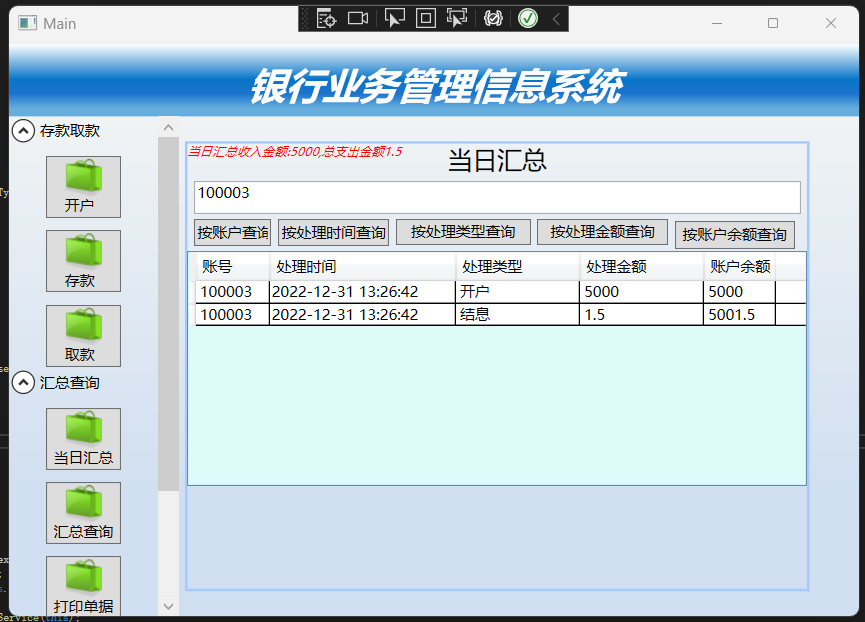 Main
银行业务管理信息系统
存款取款
开户
存款
取款
汇总查询
当日汇总
汇总查询
打印单据
当日汇总收入金额:5000,总支出金额1.5
当日汇总
100003
按账户查询 按处理时间查询 按处理类型查询 按处理金额查询 按账户余额查询
账号 处理时间 处理类型 处理金额 账户余额
100003 2022-12-31 13:26:42 开户 5000 5000
100003 2022-12-31 13:26:42 结息 1.5 5001.5
Service(this);